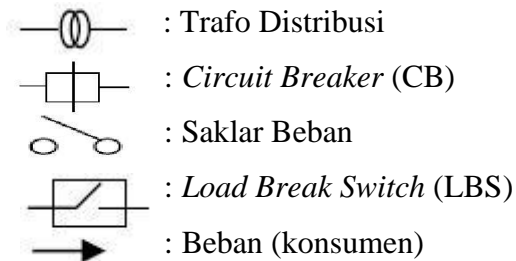 : Trafo Distribusi
: Circuit Breaker (CB)
: Saklar Beban
: Load Break Switch (LBS)
: Beban (konsumen)